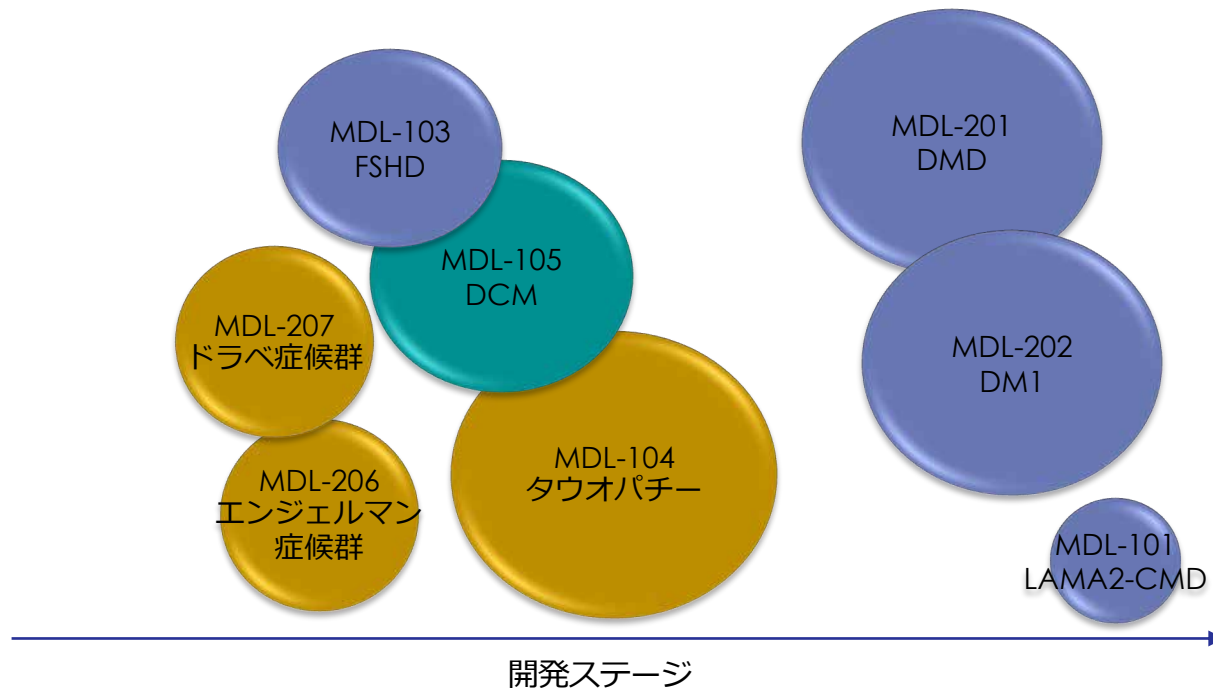 MDL-103
FSHD
MDL-201
DMD
MDL-105
DCM
MDL-207
ドラベ症候群
MDL-202
DM1
MDL-104
タウオパチー
MDL-206
エンジェルマン
症候群
MDL-101
LAMA2-CMD
開発ステージ